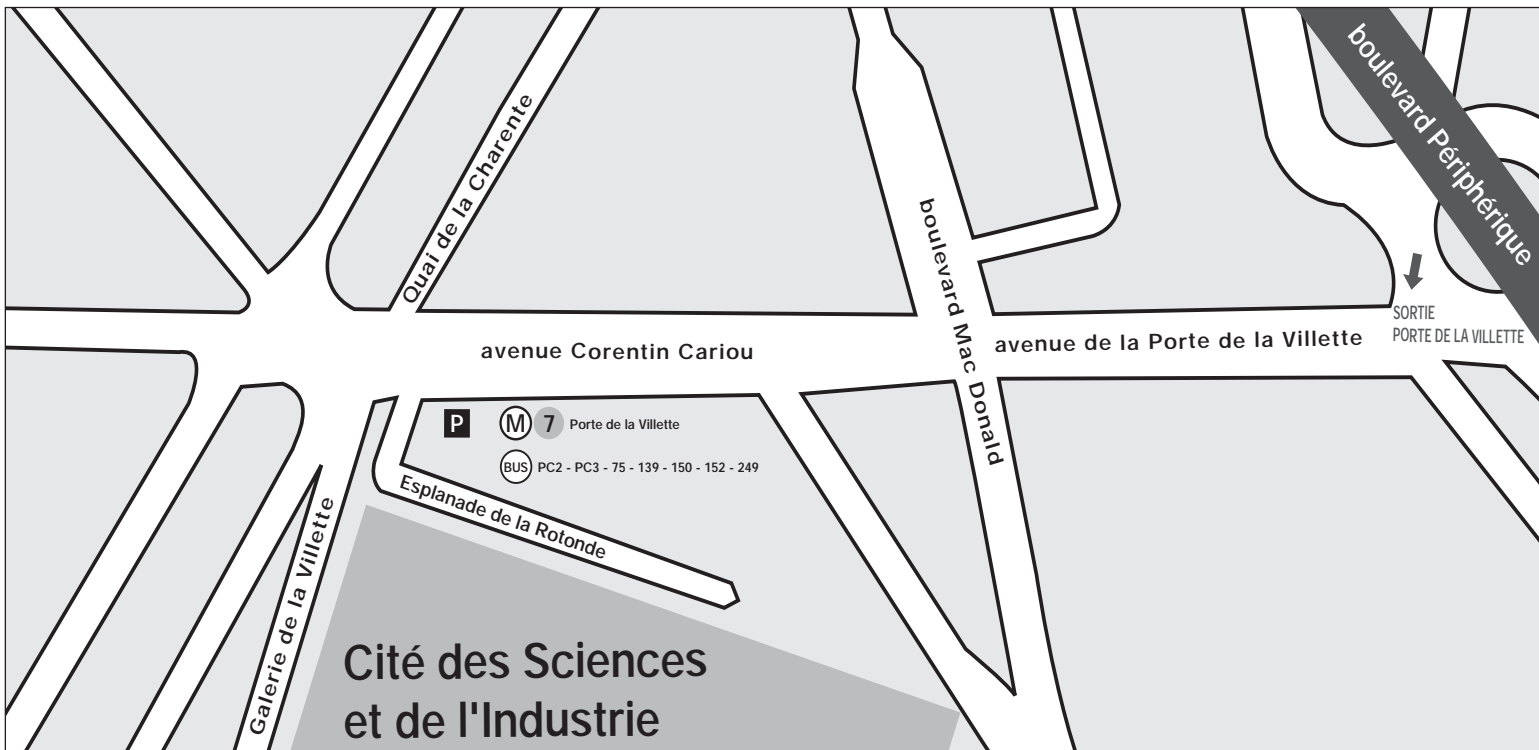 boulevard Périphérique
Quai de la Charente
boulevard Mac Donald
SORTIE
PORTE DE LA VILLETTE
avenue Corentin Cariou
avenue de la Porte de la Villette
P
M 7 Porte de la Villette
BUS PC2 - PC3 - 75 - 139 - 150 - 152 - 249
Esplanade de la Rotonde
Galerie de la Villette
Cité des Sciences
et de l'Industrie